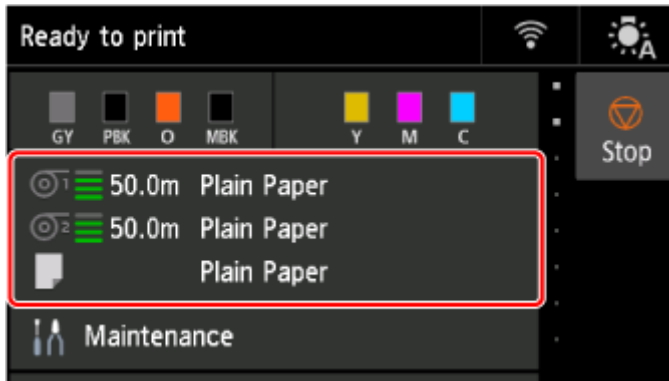 Ready to print
A
GY PBK O MBK Y M C
Stop
1 50.0m Plain Paper
2 50.0m Plain Paper
Plain Paper
Maintenance